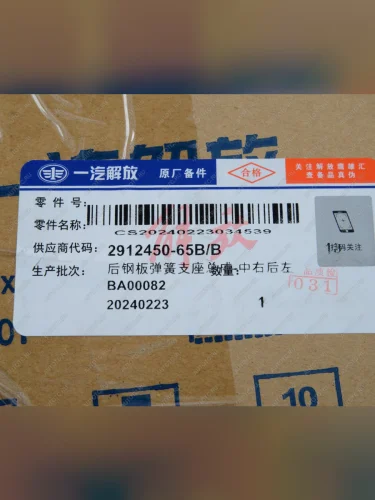 一汽解放 原厂备件 合格 关注解放微雄汇
查备品真伪
零 件 号:
零件名称:
CS20240223034539
供应商代码: 2912450-65B/B 扫码关注
生产批次: 后钢板弹簧支座总成-中右后左
数量:
BA00082
20240223 1
031
10